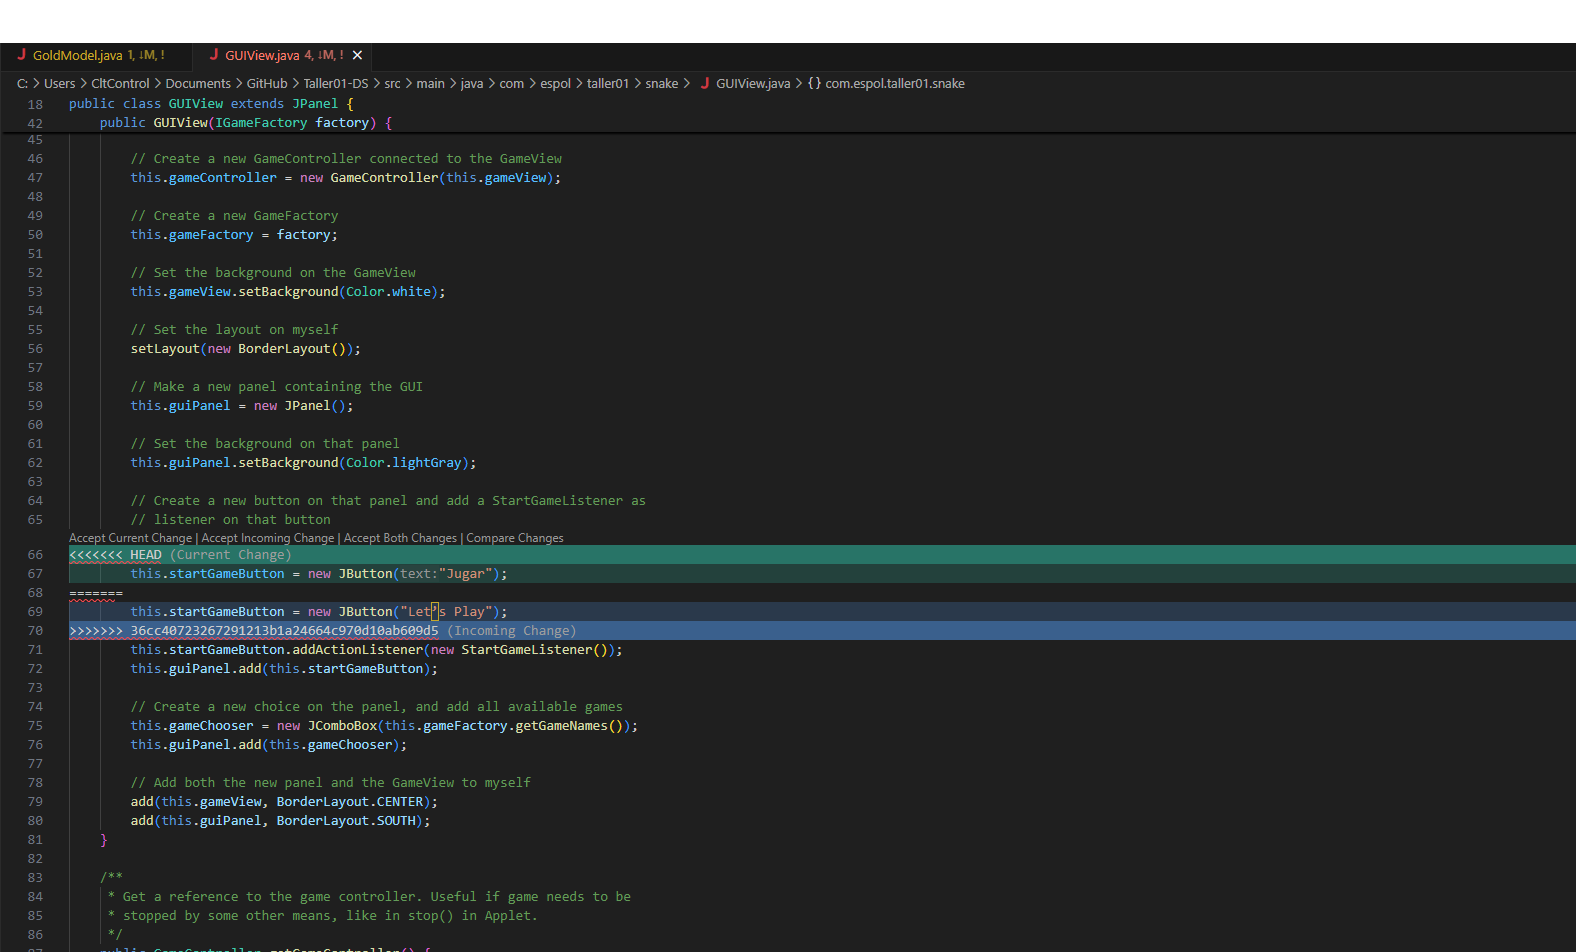 GoldModel.java 1, ↓M, !
GUIView.java 4, ↓M, !
C: > Users > CltControl > Documents > GitHub > Taller01-DS > src > main > java > com > espol > taller01 > snake > GUIView.java > {} com.espol.taller01.snake
18 public class GUIView extends JPanel {
42 public GUIView(IGameFactory factory) {
45
46 // Create a new GameController connected to the GameView
47 this.gameController = new GameController(this.gameView);
48
49 // Create a new GameFactory
50 this.gameFactory = factory;
51
52 // Set the background on the GameView
53 this.gameView.setBackground(Color.white);
54
55 // Set the layout on myself
56 setLayout(new BorderLayout());
57
58 // Make a new panel containing the GUI
59 this.guiPanel = new JPanel();
60
61 // Set the background on that panel
62 this.guiPanel.setBackground(Color.lightGray);
63
64 // Create a new button on that panel and add a StartGameListener as
65 // listener on that button
Accept Current Change | Accept Incoming Change | Accept Both Changes | Compare Changes
66 <<<<<<< HEAD (Current Change)
67 this.startGameButton = new JButton(text:"Jugar");
68 =======
69 this.startGameButton = new JButton("Let’s Play");
70 >>>>>>> 36cc40723267291213b1a24664c970d10ab609d5 (Incoming Change)
71 this.startGameButton.addActionListener(new StartGameListener());
72 this.guiPanel.add(this.startGameButton);
73
74 // Create a new choice on the panel, and add all available games
75 this.gameChooser = new JComboBox(this.gameFactory.getGameNames());
76 this.guiPanel.add(this.gameChooser);
77
78 // Add both the new panel and the GameView to myself
79 add(this.gameView, BorderLayout.CENTER);
80 add(this.guiPanel, BorderLayout.SOUTH);
81 }
82
83 /**
84 * Get a reference to the game controller. Useful if game needs to be
85 * stopped by some other means, like in stop() in Applet.
86 */
87 public GameController getGameController() {